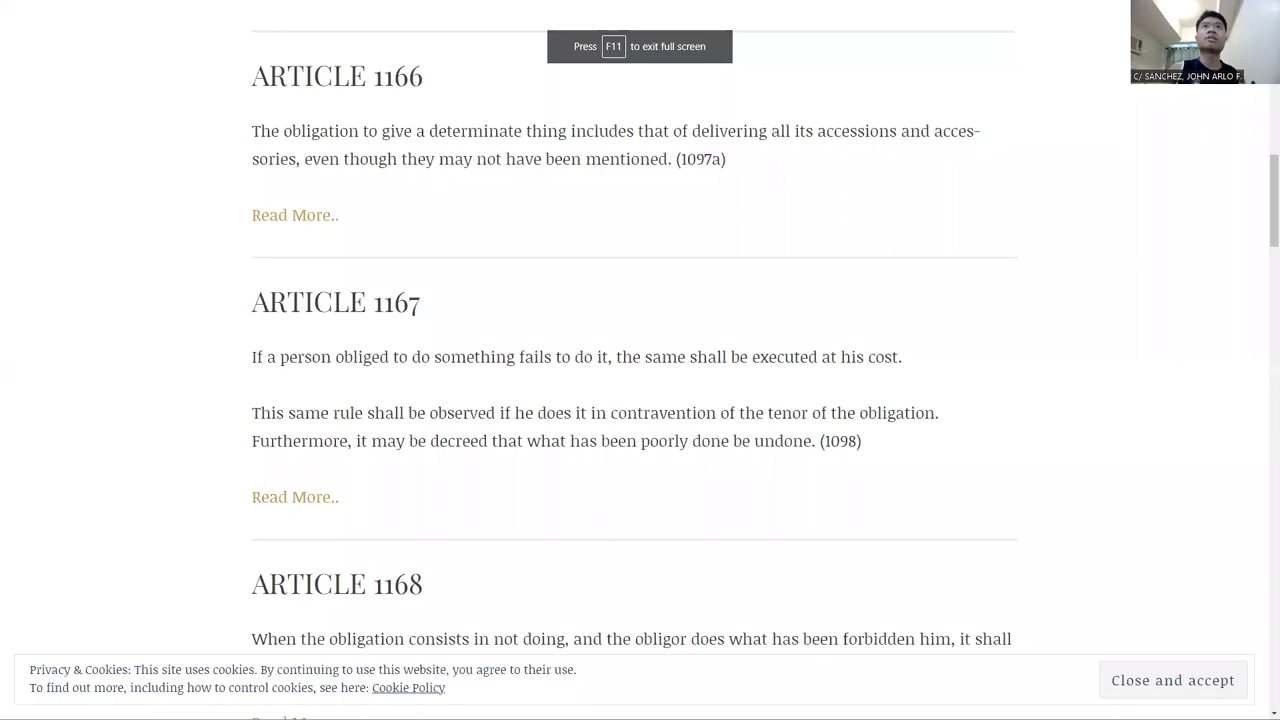 Press F11 to exit full screen
C/ SANCHEZ, JOHN ARLO F.
ARTICLE 1166
The obligation to give a determinate thing includes that of delivering all its accessions and acces-
sories, even though they may not have been mentioned. (1097a)
Read More..
ARTICLE 1167
If a person obliged to do something fails to do it, the same shall be executed at his cost.
This same rule shall be observed if he does it in contravention of the tenor of the obligation.
Furthermore, it may be decreed that what has been poorly done be undone. (1098)
Read More..
ARTICLE 1168
When the obligation consists in not doing, and the obligor does what has been forbidden him, it shall
Privacy & Cookies: This site uses cookies. By continuing to use this website, you agree to their use.
To find out more, including how to control cookies, see here: Cookie Policy
Close and accept